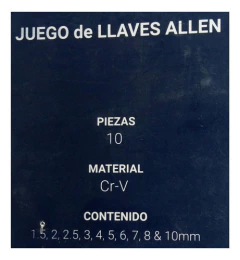 JUEGO de LLAVES ALLEN
PIEZAS
10
MATERIAL
Cr-V
CONTENIDO
1.5, 2, 2.5, 3, 4, 5, 6, 7, 8 & 10mm